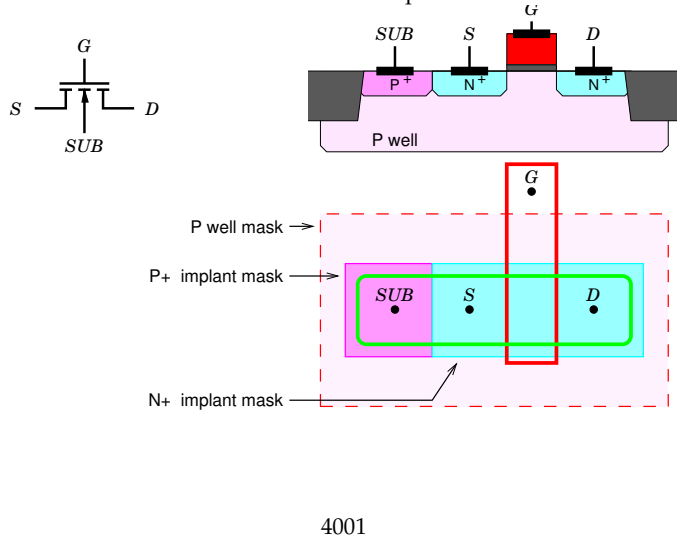 G
SUB S D
P+ N+ N+
P well
G
S D
SUB
G
P well mask
P+ implant mask
SUB S D
N+ implant mask
4001